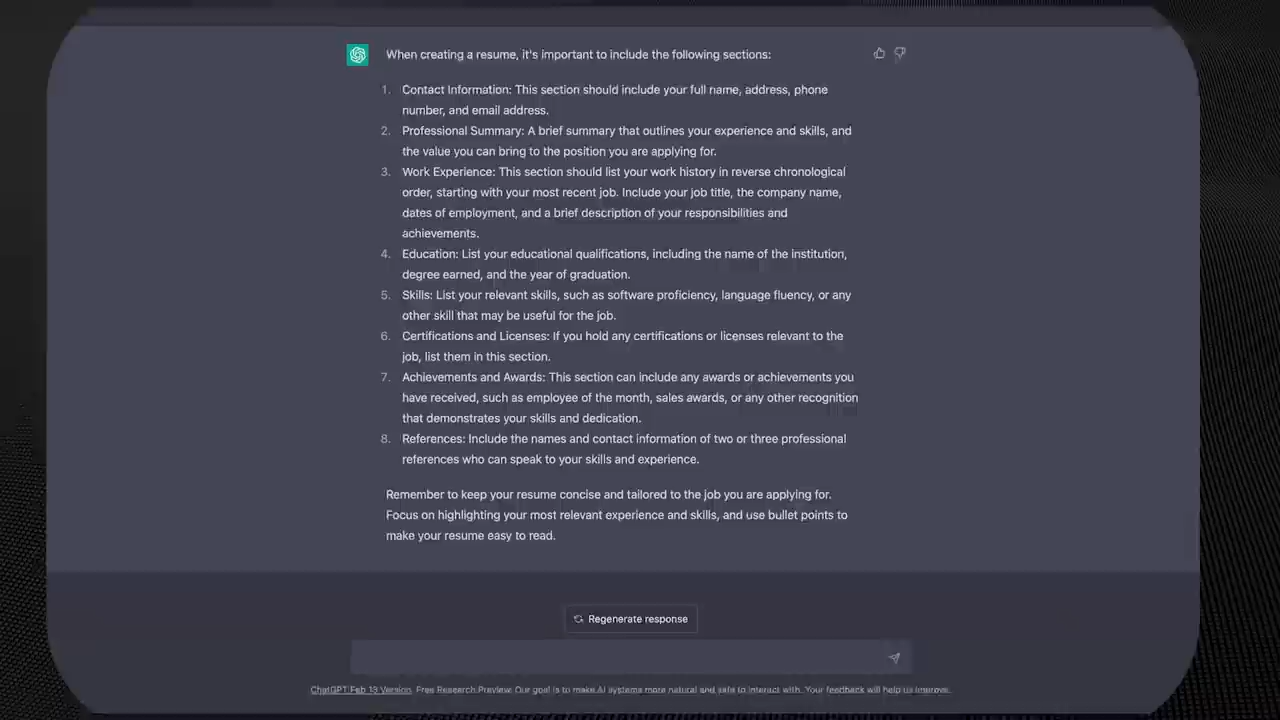 When creating a resume, it's important to include the following sections:
1. Contact Information: This section should include your full name, address, phone
number, and email address.
2. Professional Summary: A brief summary that outlines your experience and skills, and
the value you can bring to the position you are applying for.
3. Work Experience: This section should list your work history in reverse chronological
order, starting with your most recent job. Include your job title, the company name,
dates of employment, and a brief description of your responsibilities and
achievements.
4. Education: List your educational qualifications, including the name of the institution,
degree earned, and the year of graduation.
5. Skills: List your relevant skills, such as software proficiency, language fluency, or any
other skill that may be useful for the job.
6. Certifications and Licenses: If you hold any certifications or licenses relevant to the
job, list them in this section.
7. Achievements and Awards: This section can include any awards or achievements you
have received, such as employee of the month, sales awards, or any other recognition
that demonstrates your skills and dedication.
8. References: Include the names and contact information of two or three professional
references who can speak to your skills and experience.
Remember to keep your resume concise and tailored to the job you are applying for.
Focus on highlighting your most relevant experience and skills, and use bullet points to
make your resume easy to read.
Regenerate response
ChatGPT Feb 13 Version. Free Research Preview. Our goal is to make AI systems more natural and safe to interact with. Your feedback will help us improve.